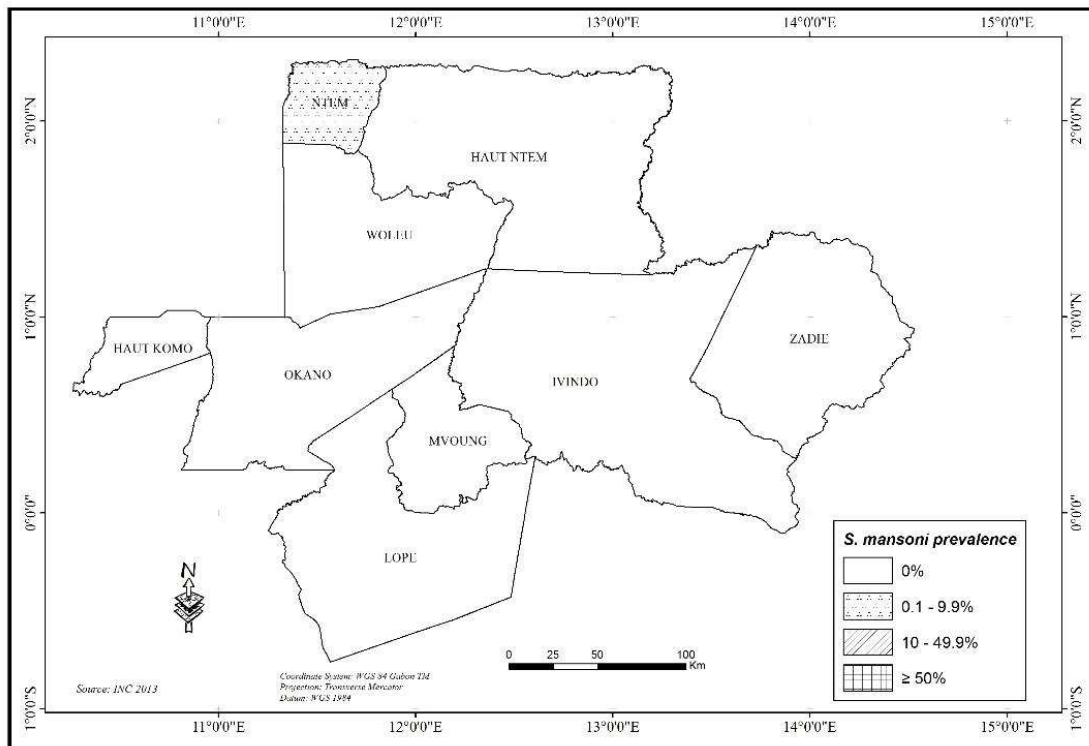 11°0'0"E 12°0'0"E 13°0'0"E 14°0'0"E 15°0'0"E
2°0'0"N 2°0'0"N
1°0'0"N 1°0'0"N
0°0'0" 0°0'0"
1°0'0"S 1°0'0"S
NTEM
HAUT NTEM
WOLEU
HAUT KOMO
OKANO
ZADIE
IVINDO
MVOUNG
LOPE
N
Source: INC 2013
Coordinate System: WGS 84 Gabon TM
Projection: Transverse Mercator
Datum: WGS 1984
0 25 50 100
Km
S. mansoni prevalence
0%
0.1 - 9.9%
10 - 49.9%
≥ 50%
11°0'0"E 12°0'0"E 13°0'0"E 14°0'0"E 15°0'0"E